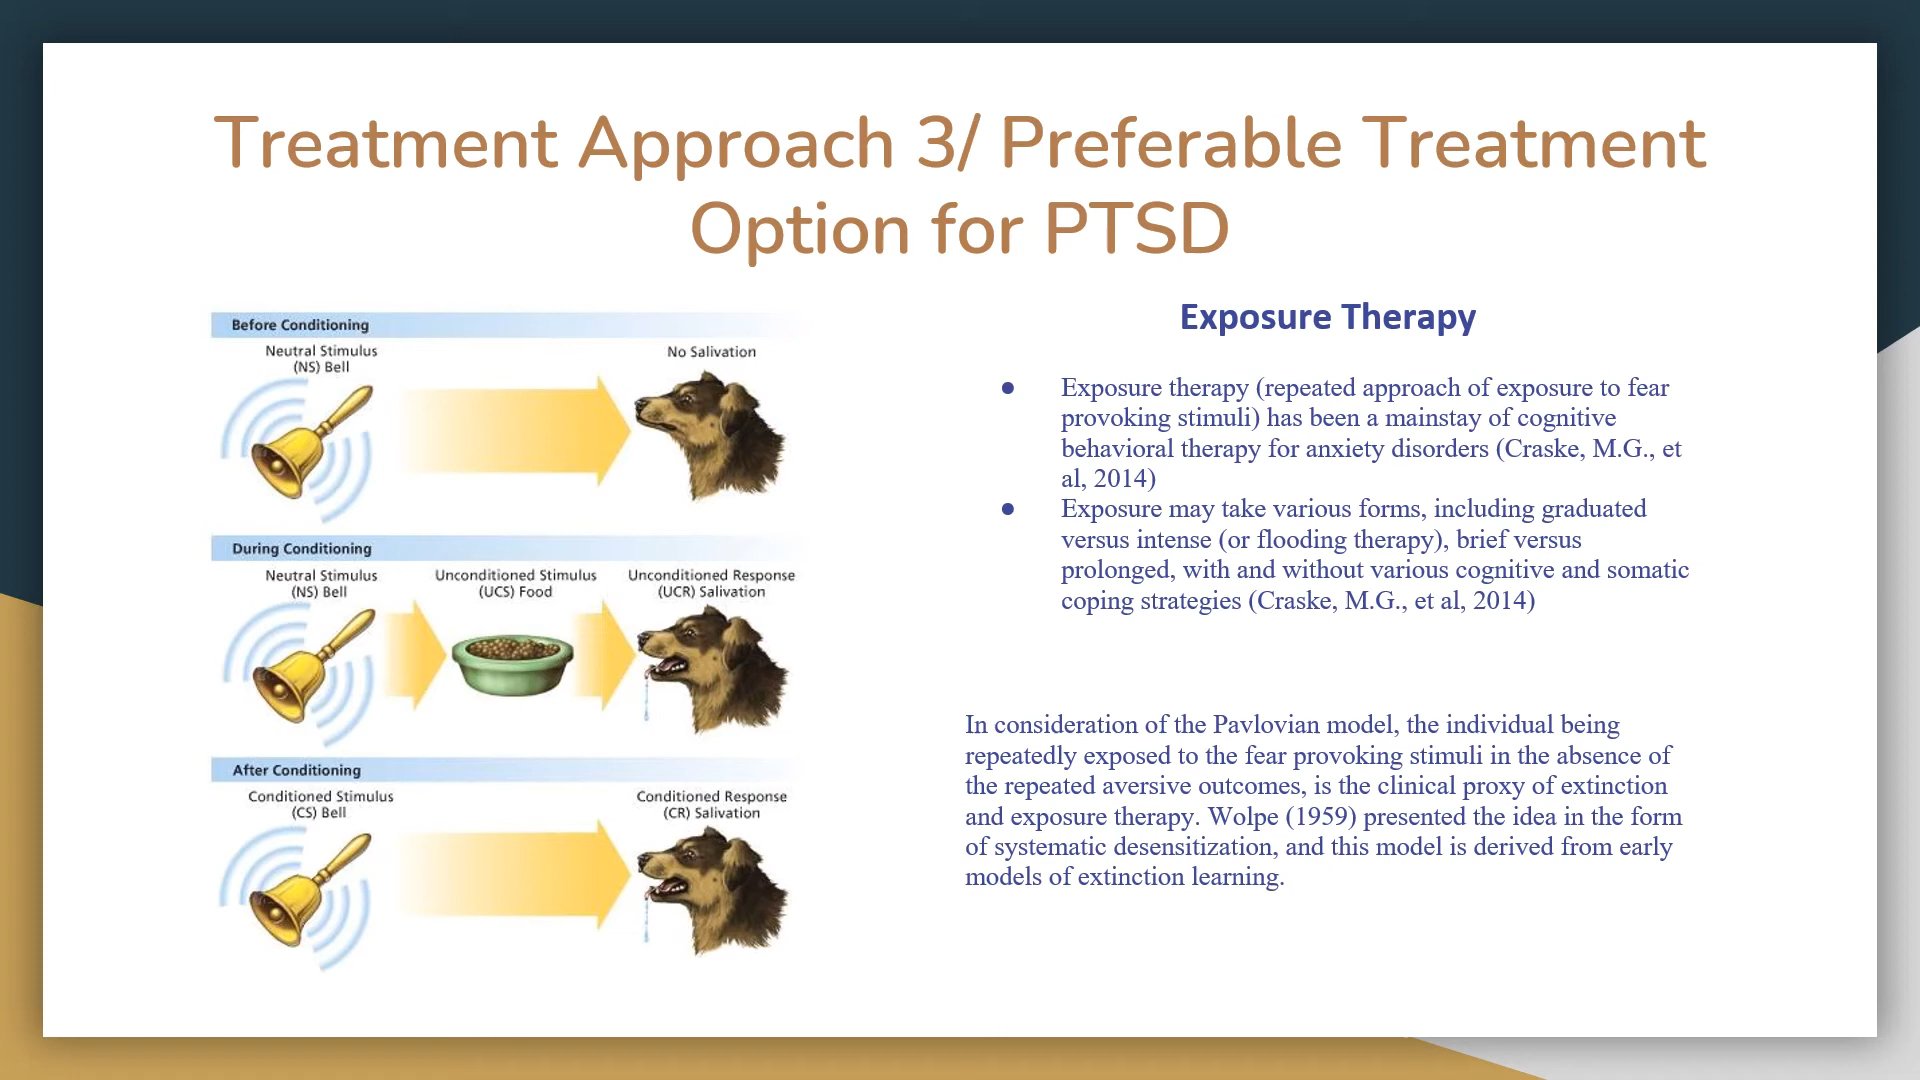 Treatment Approach 3/ Preferable Treatment
Option for PTSD
Before Conditioning
Neutral Stimulus
(NS) Bell
No Salivation
During Conditioning
Neutral Stimulus
(NS) Bell
Unconditioned Stimulus
(UCS) Food
Unconditioned Response
(UCR) Salivation
After Conditioning
Conditioned Stimulus
(CS) Bell
Conditioned Response
(CR) Salivation
Exposure Therapy
● Exposure therapy (repeated approach of exposure to fear
provoking stimuli) has been a mainstay of cognitive
behavioral therapy for anxiety disorders (Craske, M.G., et
al, 2014)
● Exposure may take various forms, including graduated
versus intense (or flooding therapy), brief versus
prolonged, with and without various cognitive and somatic
coping strategies (Craske, M.G., et al, 2014)
In consideration of the Pavlovian model, the individual being
repeatedly exposed to the fear provoking stimuli in the absence of
the repeated aversive outcomes, is the clinical proxy of extinction
and exposure therapy. Wolpe (1959) presented the idea in the form
of systematic desensitization, and this model is derived from early
models of extinction learning.